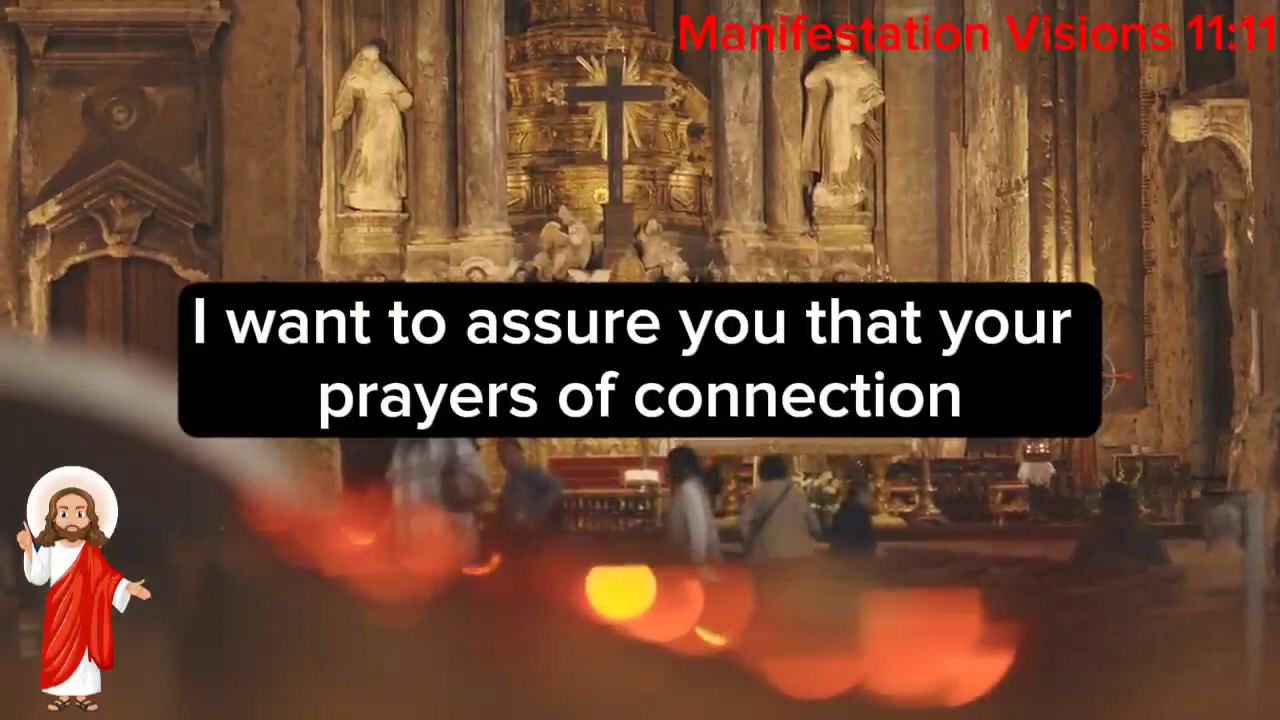 Manifestation Visions 11:11
I want to assure you that your
prayers of connection